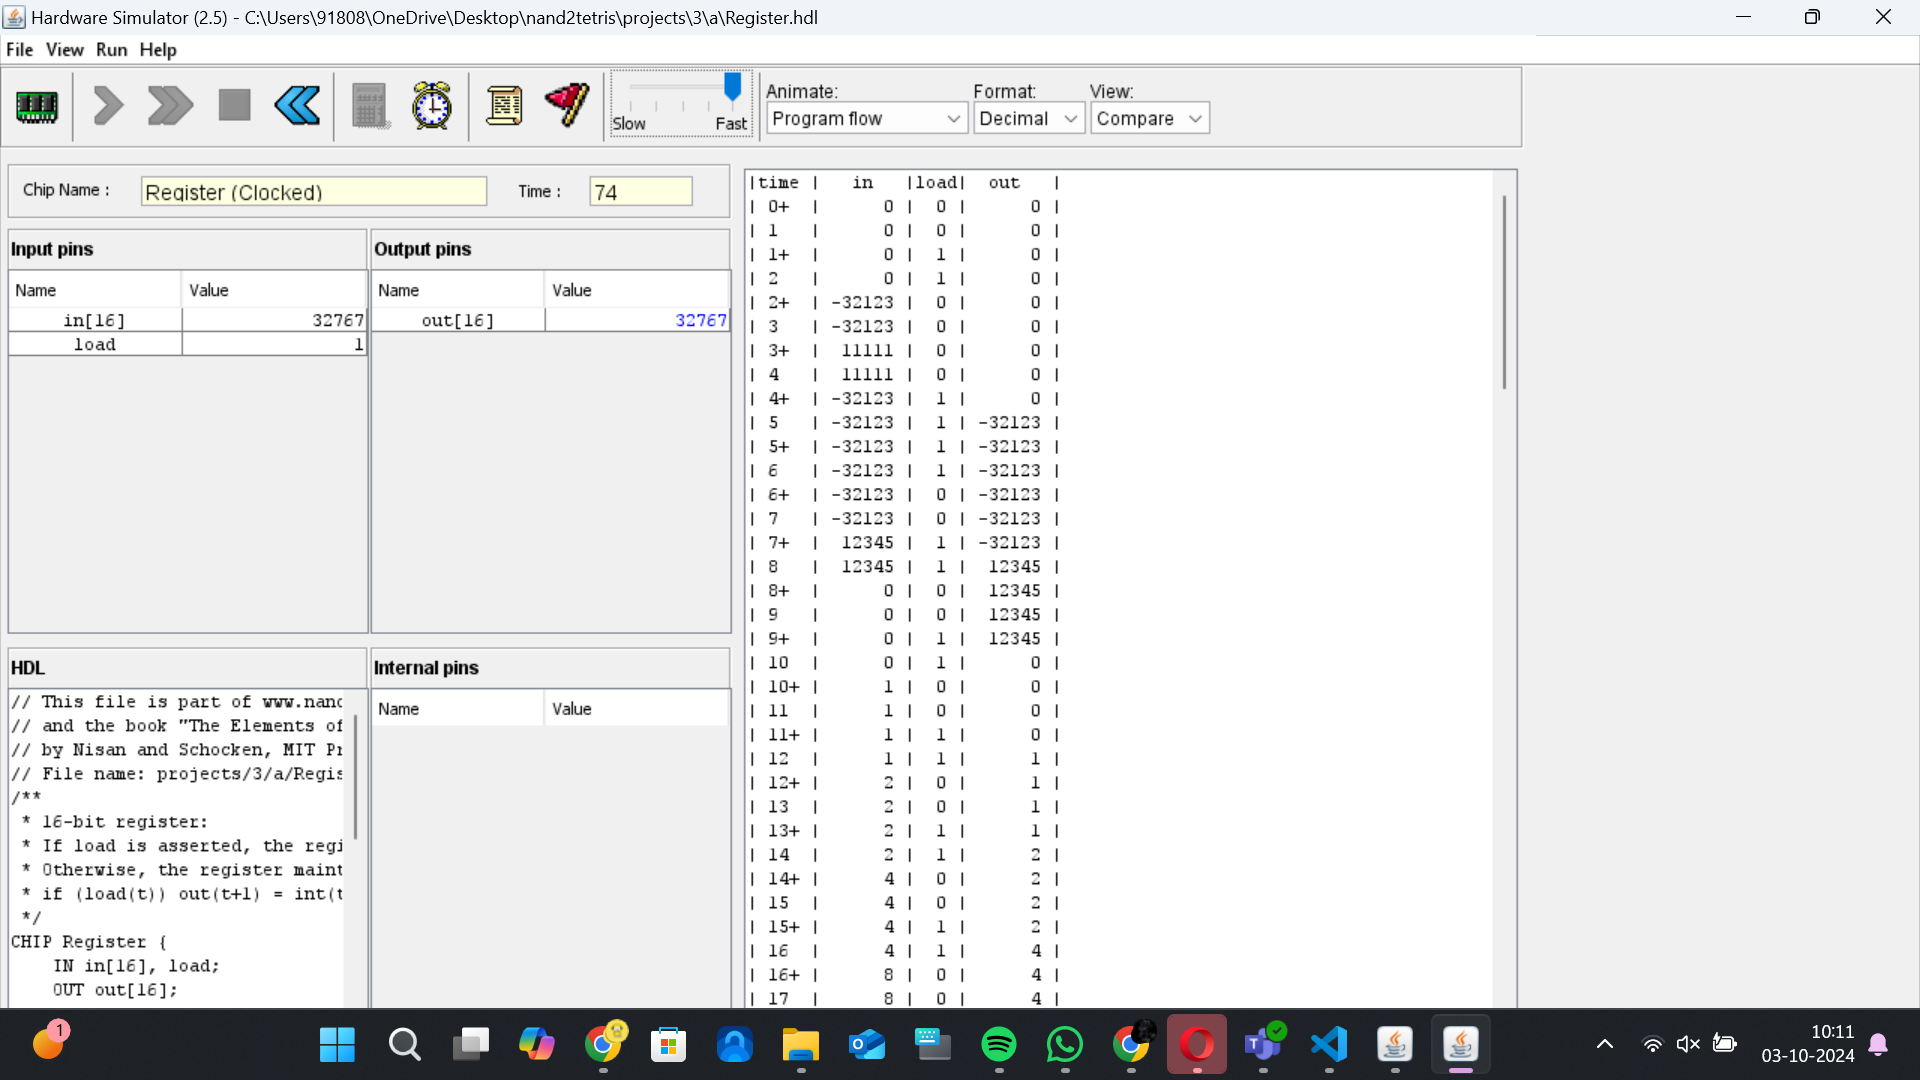 Hardware Simulator (2.5) - C:\Users\91808\OneDrive\Desktop\nand2tetris\projects\3\a\Register.hdl
File View Run Help
Animate:
Format:
View:
Slow
Fast
Program flow
Decimal
Compare
Chip Name :
Register (Clocked)
Time :
74
Input pins
Name Value
in[16] 32767
load 1
Output pins
Name Value
out[16] 32767
HDL
// This file is part of www.nand
// and the book "The Elements of
// by Nisan and Schocken, MIT Pr
// File name: projects/3/a/Regis
/**
* 16-bit register:
* If load is asserted, the regi
* Otherwise, the register maint
* if (load(t)) out(t+1) = int(t
*/
CHIP Register {
IN in[16], load;
OUT out[16];
Internal pins
Name Value
|time | in |load| out |
| 0+ | 0 | 0 | 0 |
| 1 | 0 | 0 | 0 |
| 1+ | 0 | 1 | 0 |
| 2 | 0 | 1 | 0 |
| 2+ | -32123 | 0 | 0 |
| 3 | -32123 | 0 | 0 |
| 3+ | 11111 | 0 | 0 |
| 4 | 11111 | 0 | 0 |
| 4+ | -32123 | 1 | 0 |
| 5 | -32123 | 1 | -32123 |
| 5+ | -32123 | 1 | -32123 |
| 6 | -32123 | 1 | -32123 |
| 6+ | -32123 | 0 | -32123 |
| 7 | -32123 | 0 | -32123 |
| 7+ | 12345 | 1 | -32123 |
| 8 | 12345 | 1 | 12345 |
| 8+ | 0 | 0 | 12345 |
| 9 | 0 | 0 | 12345 |
| 9+ | 0 | 1 | 12345 |
| 10 | 0 | 1 | 0 |
| 10+ | 1 | 0 | 0 |
| 11 | 1 | 0 | 0 |
| 11+ | 1 | 1 | 0 |
| 12 | 1 | 1 | 1 |
| 12+ | 2 | 0 | 1 |
| 13 | 2 | 0 | 1 |
| 13+ | 2 | 1 | 1 |
| 14 | 2 | 1 | 2 |
| 14+ | 4 | 0 | 2 |
| 15 | 4 | 0 | 2 |
| 15+ | 4 | 1 | 2 |
| 16 | 4 | 1 | 4 |
| 16+ | 8 | 0 | 4 |
| 17 | 8 | 0 | 4 |
1
10:11
03-10-2024